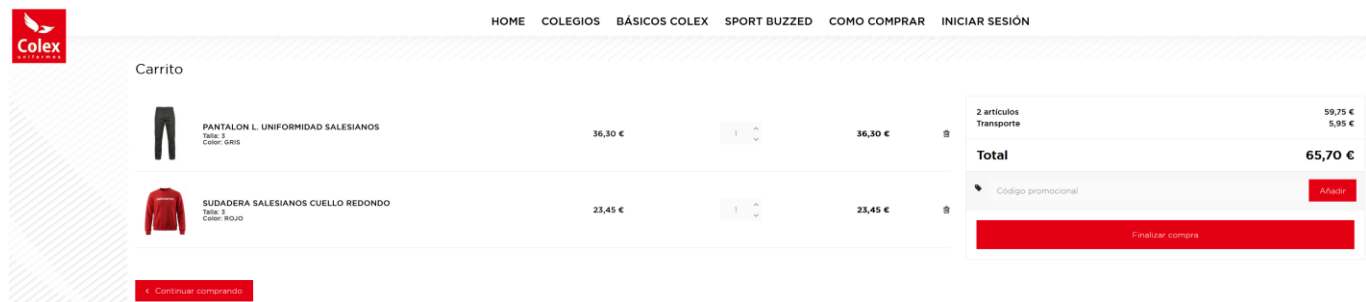 Colex
uniformes
HOME COLEGIOS BÁSICOS COLEX SPORT BUZZED COMO COMPRAR INICIAR SESIÓN
Carrito
PANTALON L. UNIFORMIDAD SALESIANOS
Talla: 3
Color: GRIS
36,30 €
1
36,30 €
SUDADERA SALESIANOS CUELLO REDONDO
Talla: 3
Color: ROJO
23,45 €
1
23,45 €
Continuar comprando
2 artículos 59,75 €
Transporte 5,95 €
Total 65,70 €
Código promocional Añadir
Finalizar compra